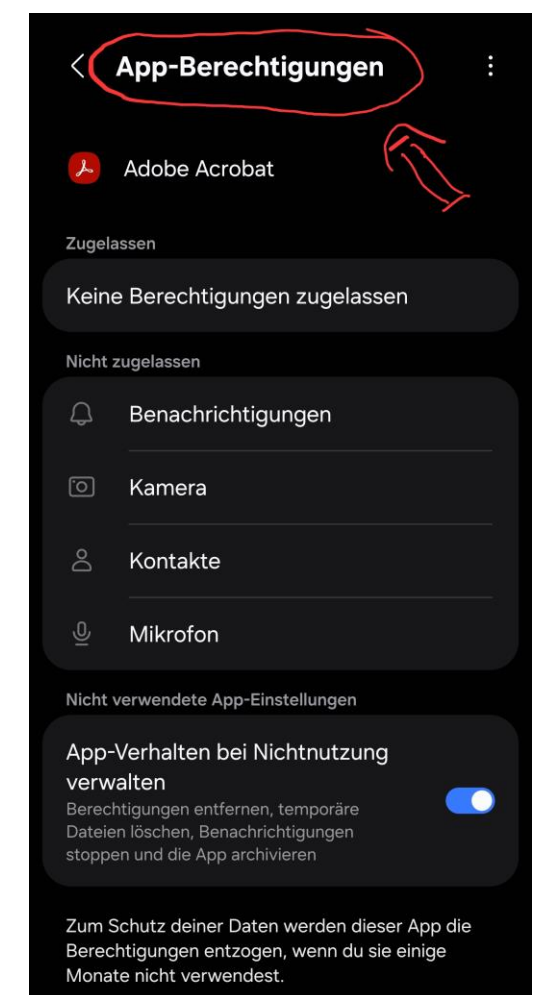 App-Berechtigungen
Adobe Acrobat
Zugelassen
Keine Berechtigungen zugelassen
Nicht zugelassen
Benachrichtigungen
Kamera
Kontakte
Mikrofon
Nicht verwendete App-Einstellungen
App-Verhalten bei Nichtnutzung
verwalten
Berechtigungen entfernen, temporäre
Dateien löschen, Benachrichtigungen
stoppen und die App archivieren
Zum Schutz deiner Daten werden dieser App die
Berechtigungen entzogen, wenn du sie einige
Monate nicht verwendest.